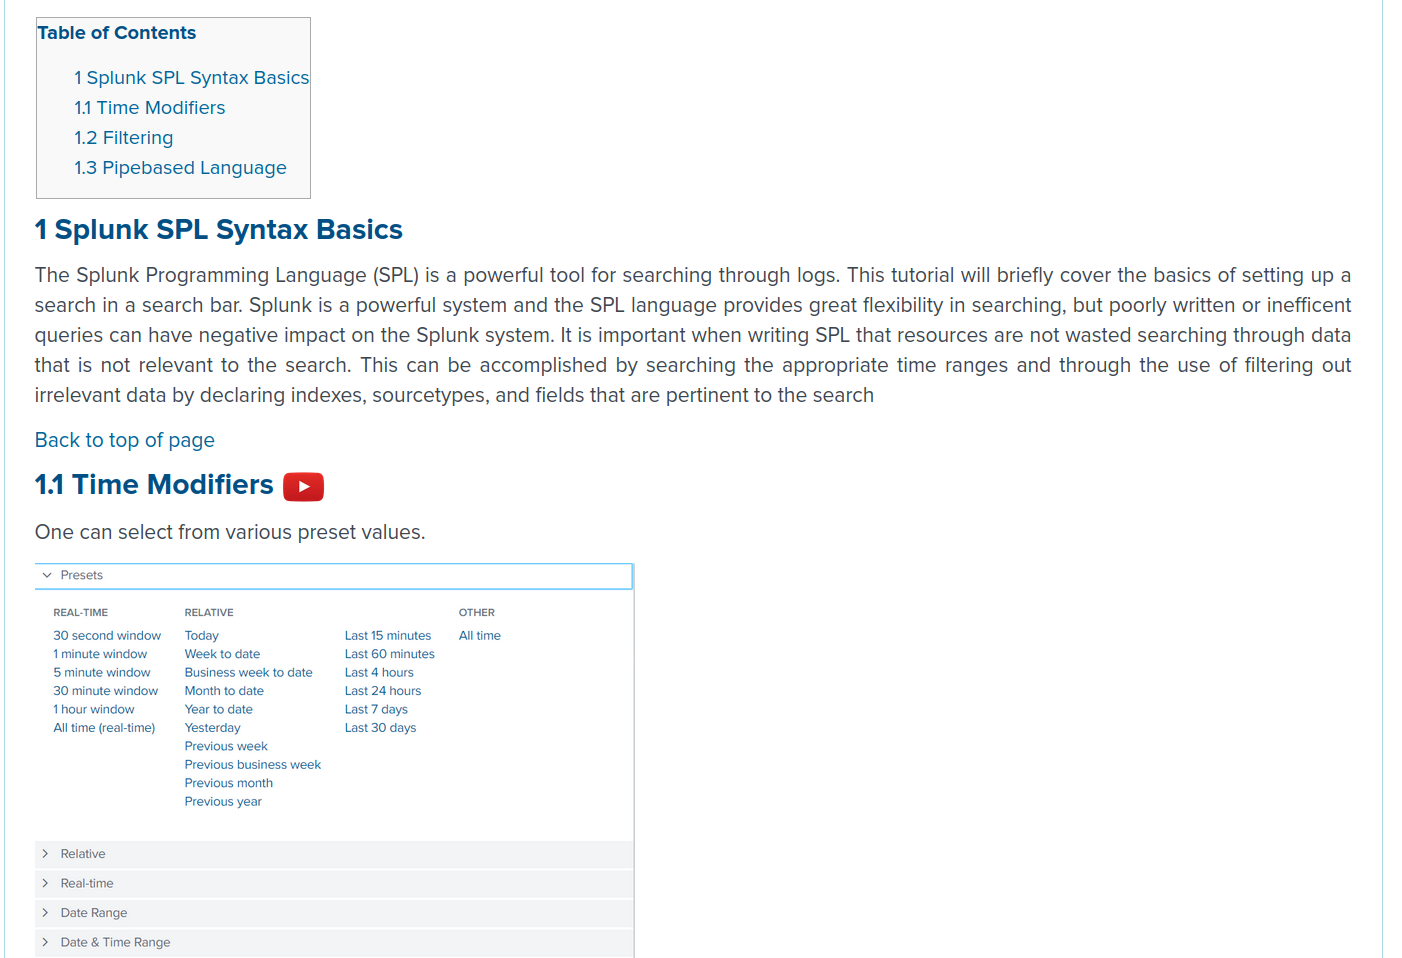 Table of Contents
1 Splunk SPL Syntax Basics
1.1 Time Modifiers
1.2 Filtering
1.3 Pipebased Language
1 Splunk SPL Syntax Basics
The Splunk Programming Language (SPL) is a powerful tool for searching through logs. This tutorial will briefly cover the basics of setting up a
search in a search bar. Splunk is a powerful system and the SPL language provides great flexibility in searching, but poorly written or inefficent
queries can have negative impact on the Splunk system. It is important when writing SPL that resources are not wasted searching through data
that is not relevant to the search. This can be accomplished by searching the appropriate time ranges and through the use of filtering out
irrelevant data by declaring indexes, sourcetypes, and fields that are pertinent to the search
Back to top of page
1.1 Time Modifiers
One can select from various preset values.
Presets
REAL-TIME
30 second window
1 minute window
5 minute window
30 minute window
1 hour window
All time (real-time)
RELATIVE
Today
Week to date
Business week to date
Month to date
Year to date
Yesterday
Previous week
Previous business week
Previous month
Previous year
Last 15 minutes
Last 60 minutes
Last 4 hours
Last 24 hours
Last 7 days
Last 30 days
OTHER
All time
Relative
Real-time
Date Range
Date & Time Range